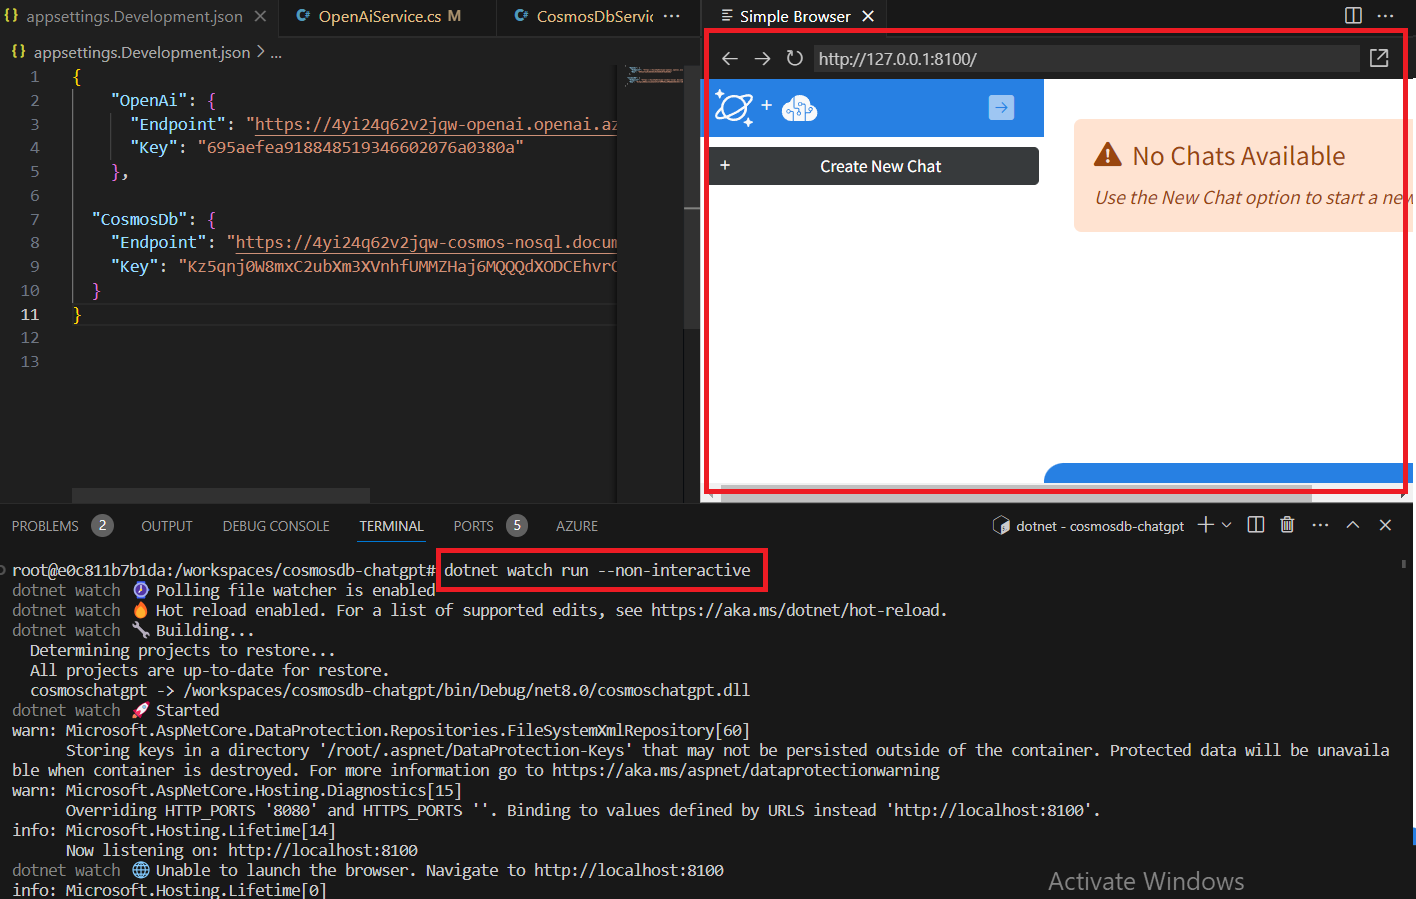 appsettings.Development.json
OpenAiService.cs M
CosmosDbServic
Simple Browser
appsettings.Development.json > ...
http://127.0.0.1:8100/
1 {
2 "OpenAi": {
3 "Endpoint": "https://4yi24q62v2jqw-openai.openai.az
4 "Key": "695aefea918848519346602076a0380a"
5 },
6
7 "CosmosDb": {
8 "Endpoint": "https://4yi24q62v2jqw-cosmos-nosql.docum
9 "Key": "Kz5qnj0W8mxC2ubXm3XVnhfUMMZHaj6MQQQdXODCEhvr
10 }
11 }
12
13
+
+ Create New Chat
No Chats Available
Use the New Chat option to start a new
PROBLEMS 2 OUTPUT DEBUG CONSOLE TERMINAL PORTS 5 AZURE
dotnet - cosmosdb-chatgpt
root@e0c811b7b1da:/workspaces/cosmosdb-chatgpt# dotnet watch run --non-interactive
dotnet watch ⌚ Polling file watcher is enabled
dotnet watch 🔥 Hot reload enabled. For a list of supported edits, see https://aka.ms/dotnet/hot-reload.
dotnet watch 🔧 Building...
Determining projects to restore...
All projects are up-to-date for restore.
cosmoschatgpt -> /workspaces/cosmosdb-chatgpt/bin/Debug/net8.0/cosmoschatgpt.dll
dotnet watch 🚀 Started
warn: Microsoft.AspNetCore.DataProtection.Repositories.FileSystemXmlRepository[60]
Storing keys in a directory '/root/.aspnet/DataProtection-Keys' that may not be persisted outside of the container. Protected data will be unavaila
ble when container is destroyed. For more information go to https://aka.ms/aspnet/dataprotectionwarning
warn: Microsoft.AspNetCore.Hosting.Diagnostics[15]
Overriding HTTP_PORTS '8080' and HTTPS_PORTS ''. Binding to values defined by URLS instead 'http://localhost:8100'.
info: Microsoft.Hosting.Lifetime[14]
Now listening on: http://localhost:8100
dotnet watch 🌐 Unable to launch the browser. Navigate to http://localhost:8100
info: Microsoft.Hosting.Lifetime[0]
Activate Windows